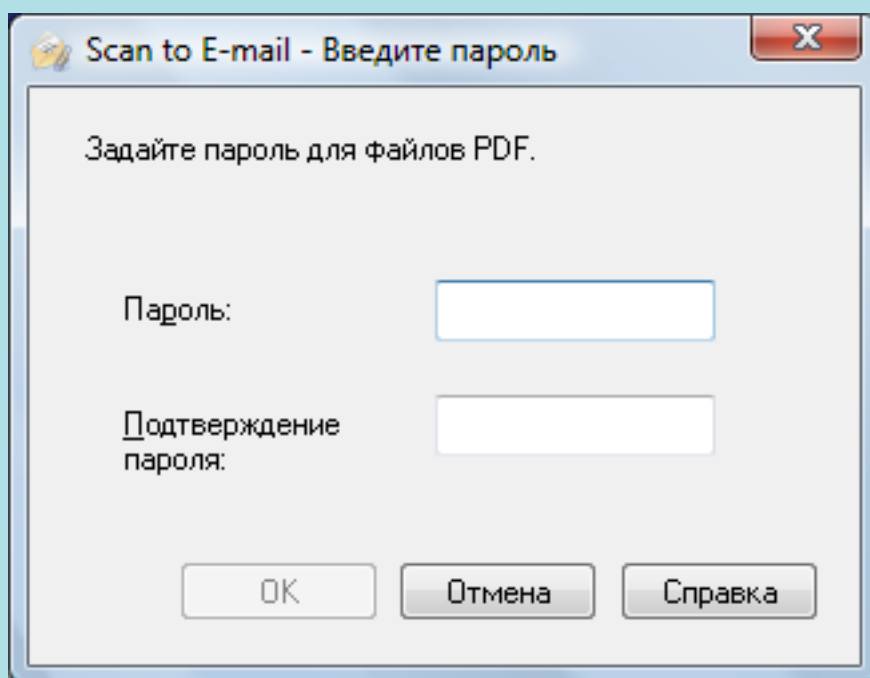 Scan to E-mail - Введите пароль
Задайте пароль для файлов PDF.
Пароль:
Подтверждение
пароля:
OK
Отмена
Справка